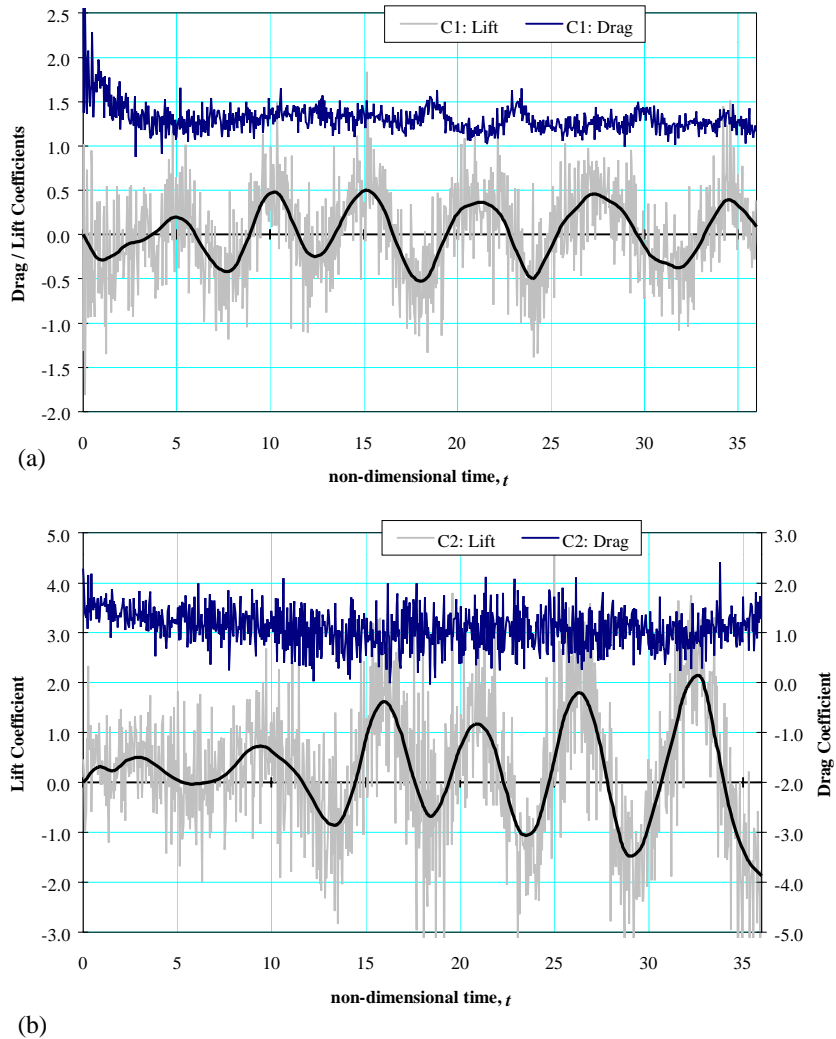 C1: Lift C1: Drag
2.5
2.0
1.5
1.0
0.5
0.0
-0.5
-1.0
-1.5
-2.0
Drag / Lift Coefficients
0 5 10 15 20 25 30 35
non-dimensional time, t
(a)
C2: Lift C2: Drag
5.0
4.0
3.0
2.0
1.0
0.0
-1.0
-2.0
-3.0
Lift Coefficient
3.0
2.0
1.0
0.0
-1.0
-2.0
-3.0
-4.0
-5.0
Drag Coefficient
0 5 10 15 20 25 30 35
non-dimensional time, t
(b)